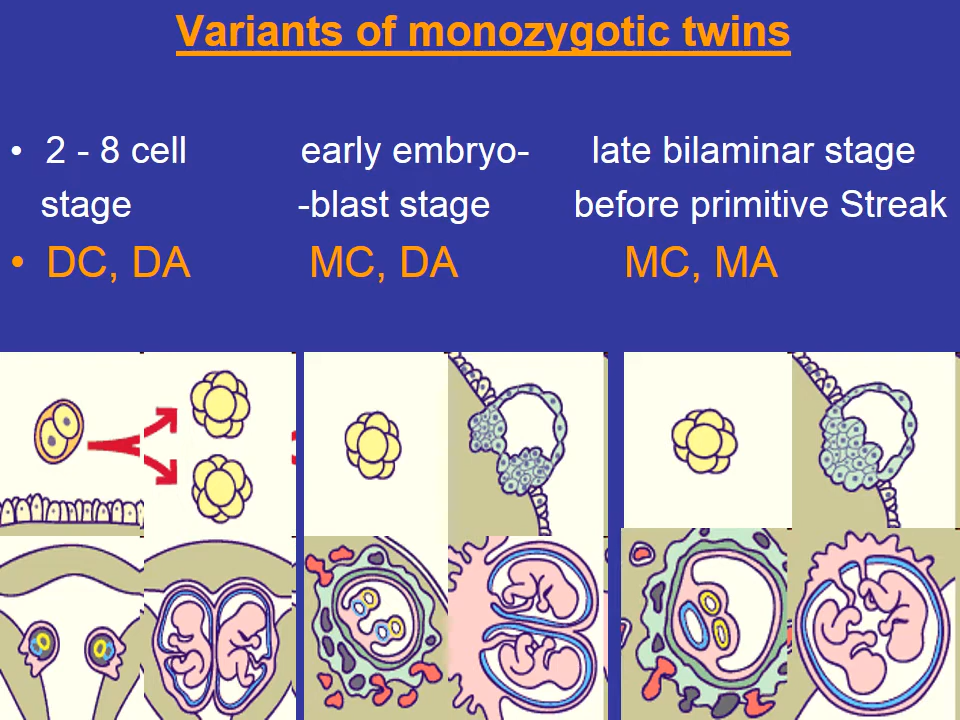 Variants of monozygotic twins
• 2 - 8 cell early embryo- late bilaminar stage
stage -blast stage before primitive Streak
• DC, DA MC, DA MC, MA